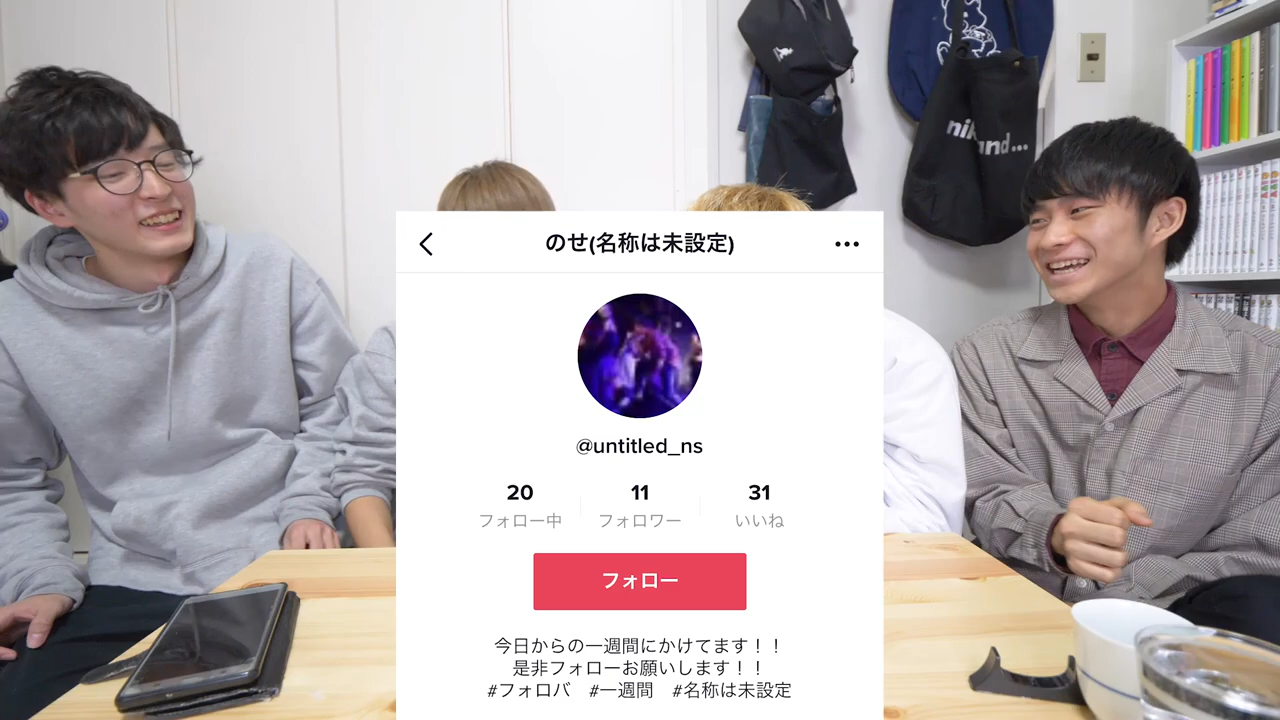 niko and...
のせ(名称は未設定)
@untitled_ns
20 11 31
フォロー中 フォロワー いいね
フォロー
今日からの一週間にかけてます！！
是非フォローお願いします！！
#フォロバ #一週間 #名称は未設定